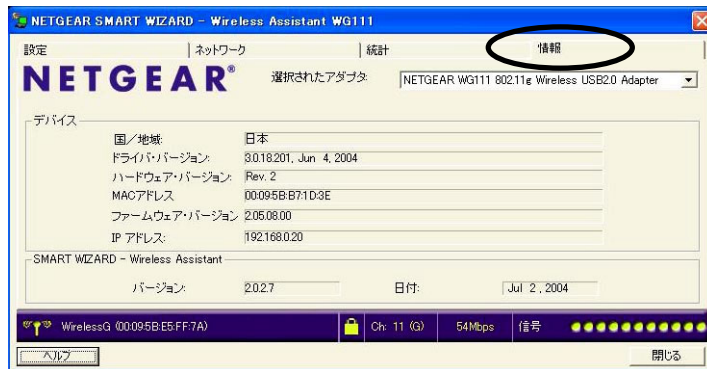 NETGEAR SMART WIZARD - Wireless Assistant WG111
設定 ネットワーク 統計 情報
NETGEAR® 選択されたアダプタ: NETGEAR WG111 802.11g Wireless USB2.0 Adapter
デバイス
国/地域: 日本
ドライバ・バージョン: 3.0.18.201, Jun 4, 2004
ハードウェア・バージョン: Rev. 2
MACアドレス 00:09:5B:B7:1D:3E
ファームウェア・バージョン 2.05.08.00
IP アドレス: 192.168.0.20
SMART WIZARD - Wireless Assistant
バージョン: 2.0.2.7 日付: Jul 2 , 2004
WirelessG (00:09:5B:E5:FF:7A) Ch: 11 (G) 54Mbps 信号
ヘルプ 閉じる